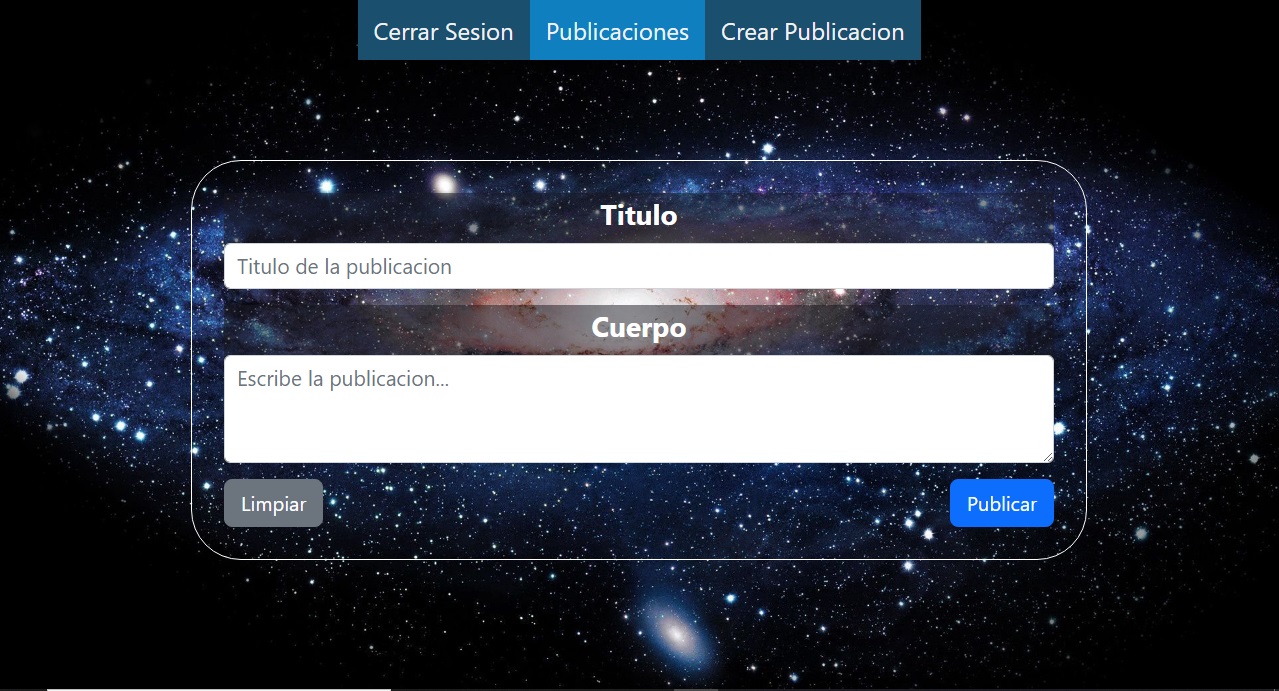 Cerrar Sesion Publicaciones Crear Publicacion
Titulo
Titulo de la publicacion
Cuerpo
Escribe la publicacion...
Limpiar Publicar